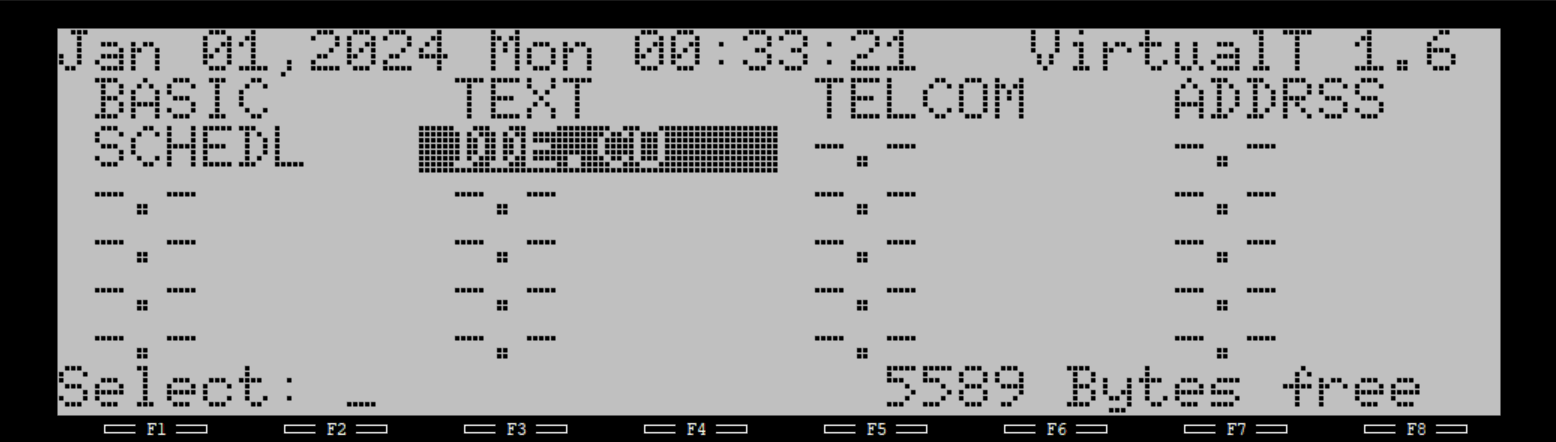 Jan 01,2024 Mon 00:33:21 VirtualT 1.6
BASIC TEXT TELCOM ADDRSS
SCHEDL -.- -.-
-.- -.- -.- -.-
-.- -.- -.- -.-
-.- -.- -.- -.-
-.- -.- -.- -.-
Select: _ 5589 Bytes free
F1 F2 F3 F4 F5 F6 F7 F8